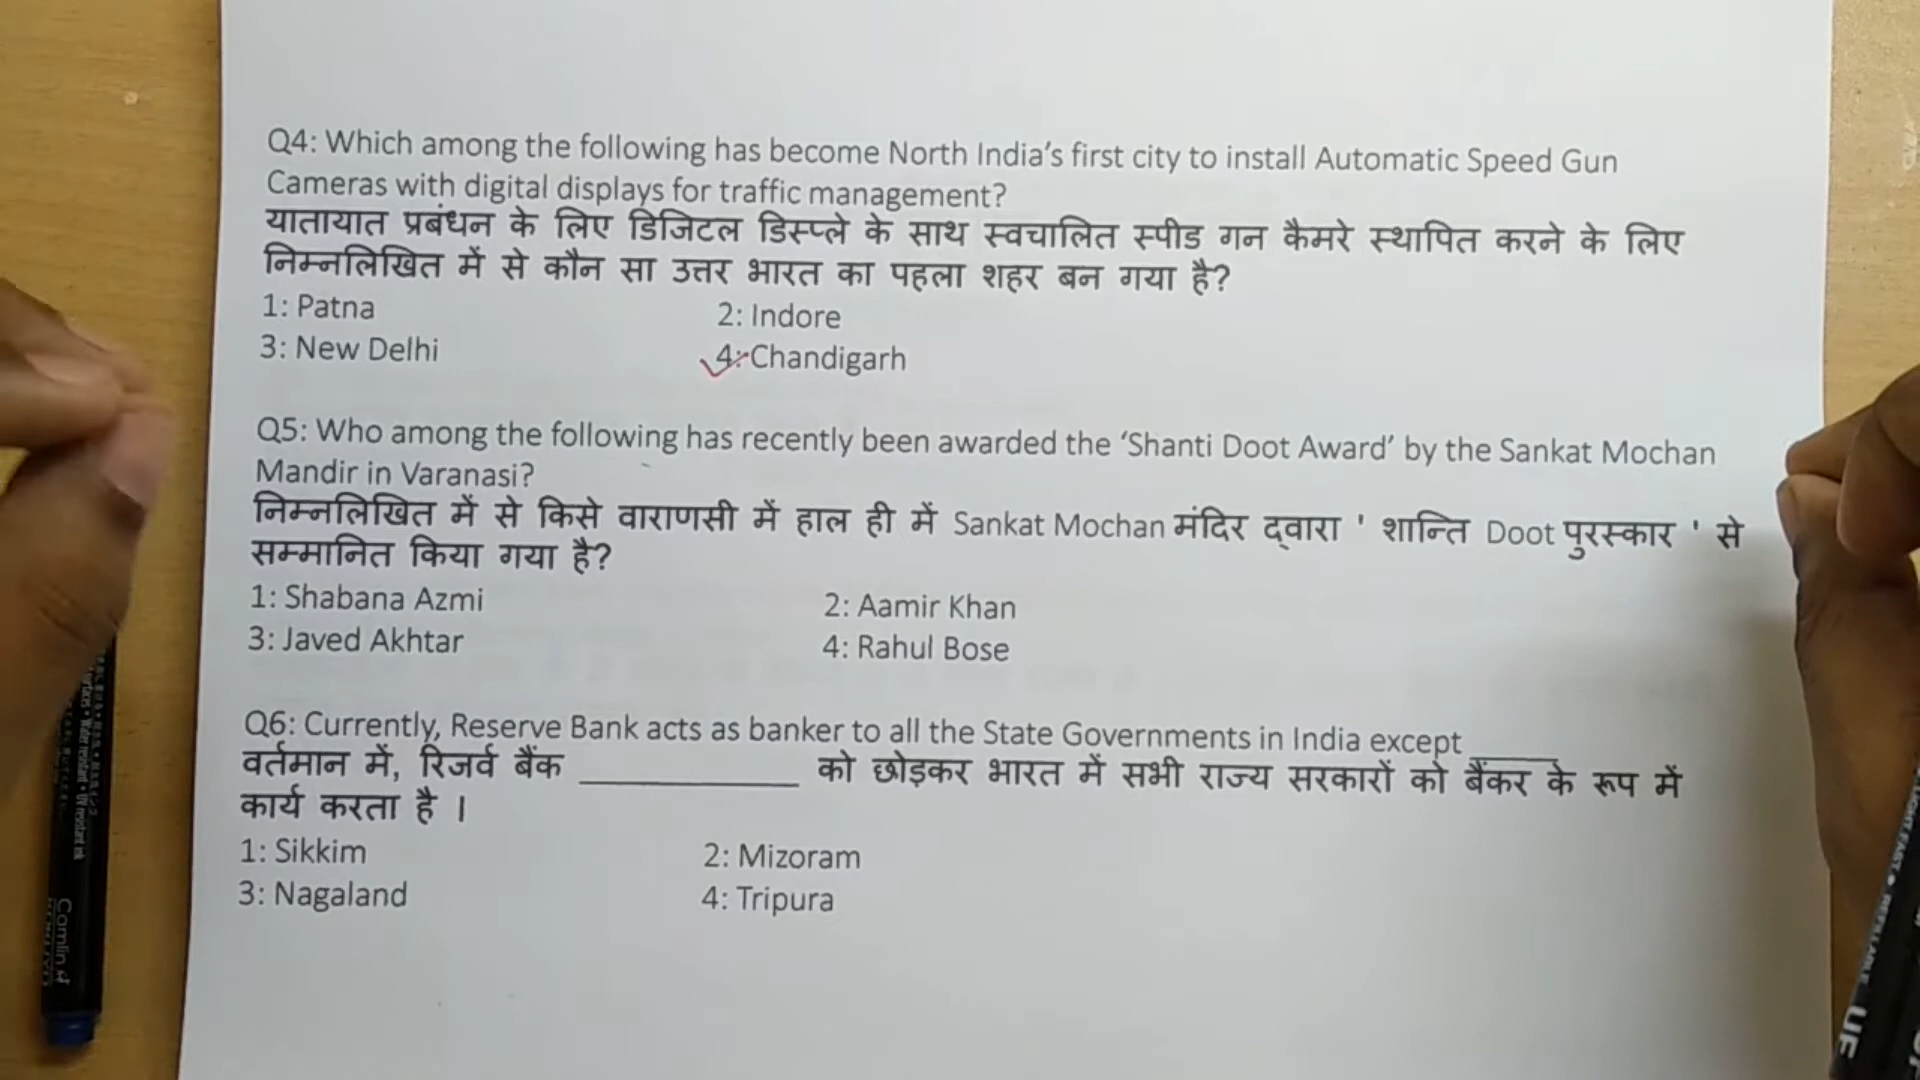 Q4: Which among the following has become North India’s first city to install Automatic Speed Gun
Cameras with digital displays for traffic management?
यातायात प्रबंधन के लिए डिजिटल डिस्प्ले के साथ स्वचालित स्पीड गन कैमरे स्थापित करने के लिए
निम्नलिखित में से कौन सा उत्तर भारत का पहला शहर बन गया है?
1: Patna 2: Indore
3: New Delhi 4: Chandigarh
Q5: Who among the following has recently been awarded the ‘Shanti Doot Award’ by the Sankat Mochan
Mandir in Varanasi?
निम्नलिखित में से किसे वाराणसी में हाल ही में Sankat Mochan मंदिर द्वारा ' शान्ति Doot पुरस्कार ' से
सम्मानित किया गया है?
1: Shabana Azmi 2: Aamir Khan
3: Javed Akhtar 4: Rahul Bose
Q6: Currently, Reserve Bank acts as banker to all the State Governments in India except ______
वर्तमान में, रिजर्व बैंक ______________ को छोड़कर भारत में सभी राज्य सरकारों को बैंकर के रूप में
कार्य करता है ।
1: Sikkim 2: Mizoram
3: Nagaland 4: Tripura
Camlin